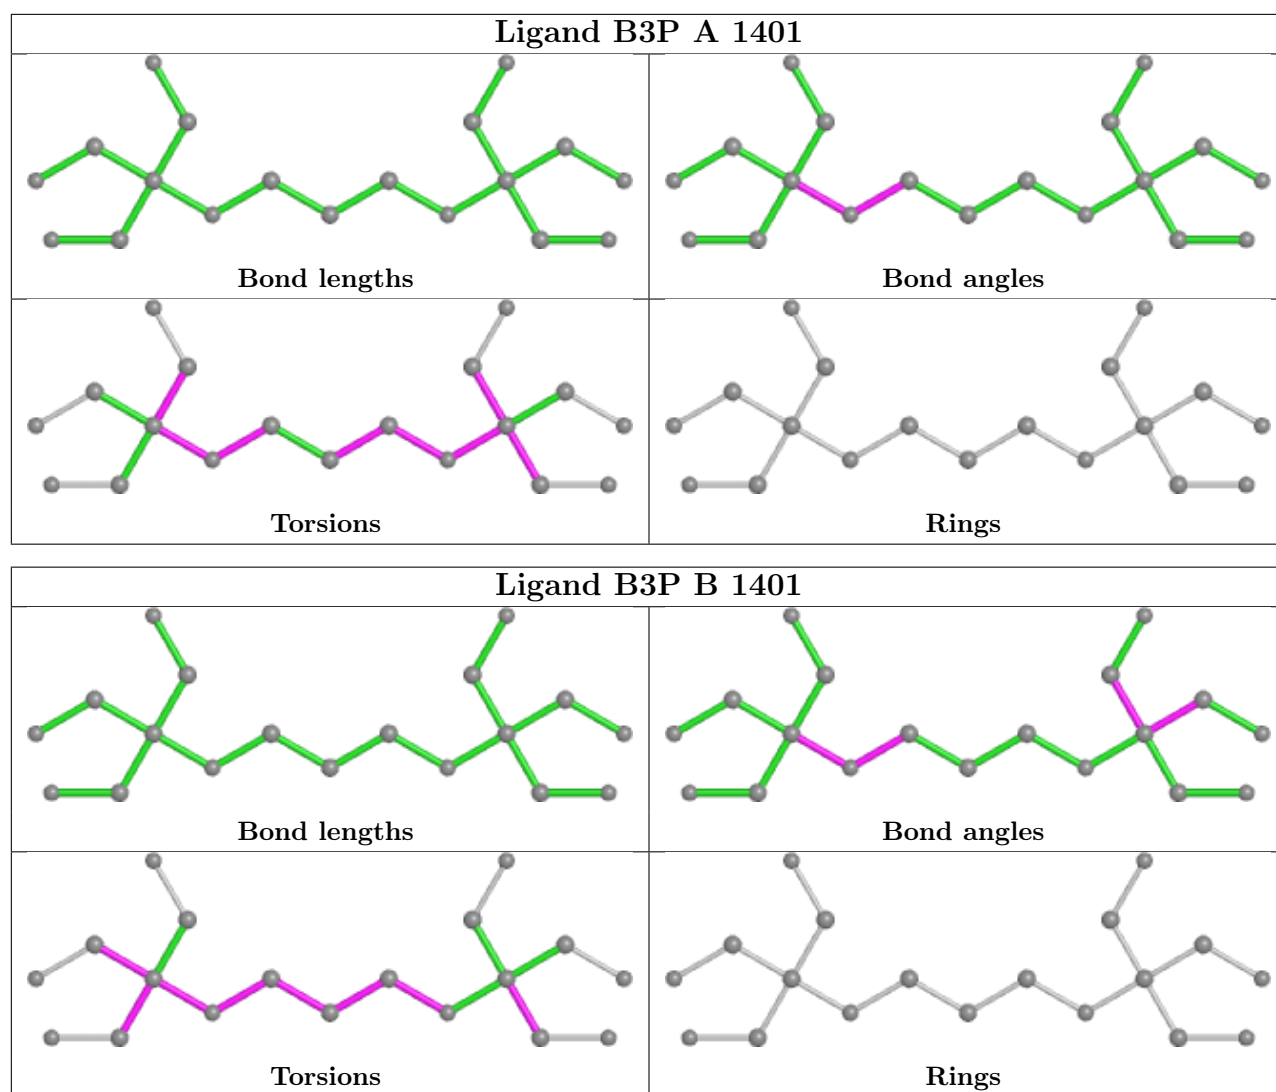 Ligand B3P A 1401
Bond lengths
Bond angles
Torsions
Rings
Ligand B3P B 1401
Bond lengths
Bond angles
Torsions
Rings